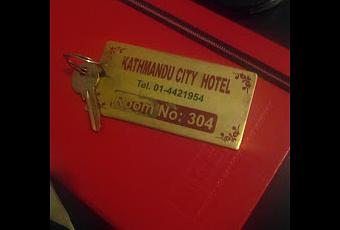 KATHMANDU CITY HOTEL
Tel. 01-4421954
Room No: 304